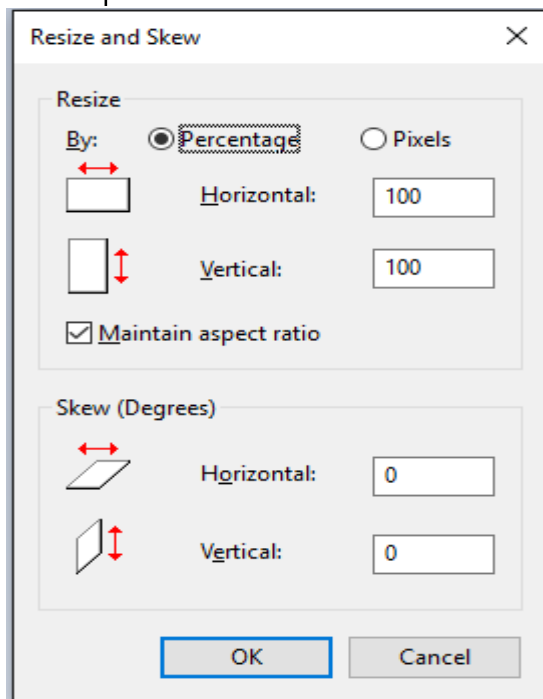 Resize and Skew
Resize
By: Percentage Pixels
Horizontal: 100
Vertical: 100
Maintain aspect ratio
Skew (Degrees)
Horizontal: 0
Vertical: 0
OK Cancel